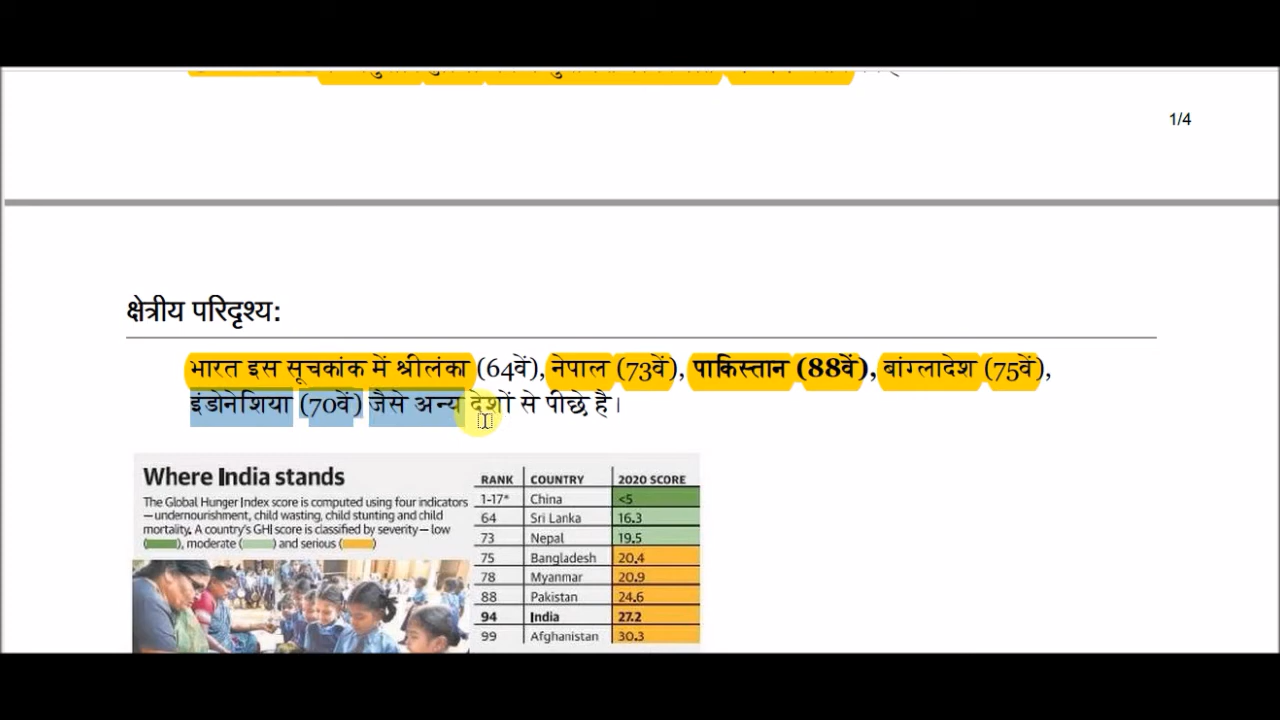 1/4
क्षेत्रीय परिदृश्य:
भारत इस सूचकांक में श्रीलंका (64वें), नेपाल (73वें), पाकिस्तान (88वें), बांग्लादेश (75वें),
इंडोनेशिया (70वें) जैसे अन्य देशों से पीछे है।
Where India stands
The Global Hunger Index score is computed using four indicators
—undernourishment, child wasting, child stunting and child
mortality. A country's GHI score is classified by severity—low
( ), moderate ( ) and serious ( )
RANK COUNTRY 2020 SCORE
1-17* China <5
64 Sri Lanka 16.3
73 Nepal 19.5
75 Bangladesh 20.4
78 Myanmar 20.9
88 Pakistan 24.6
94 India 27.2
99 Afghanistan 30.3